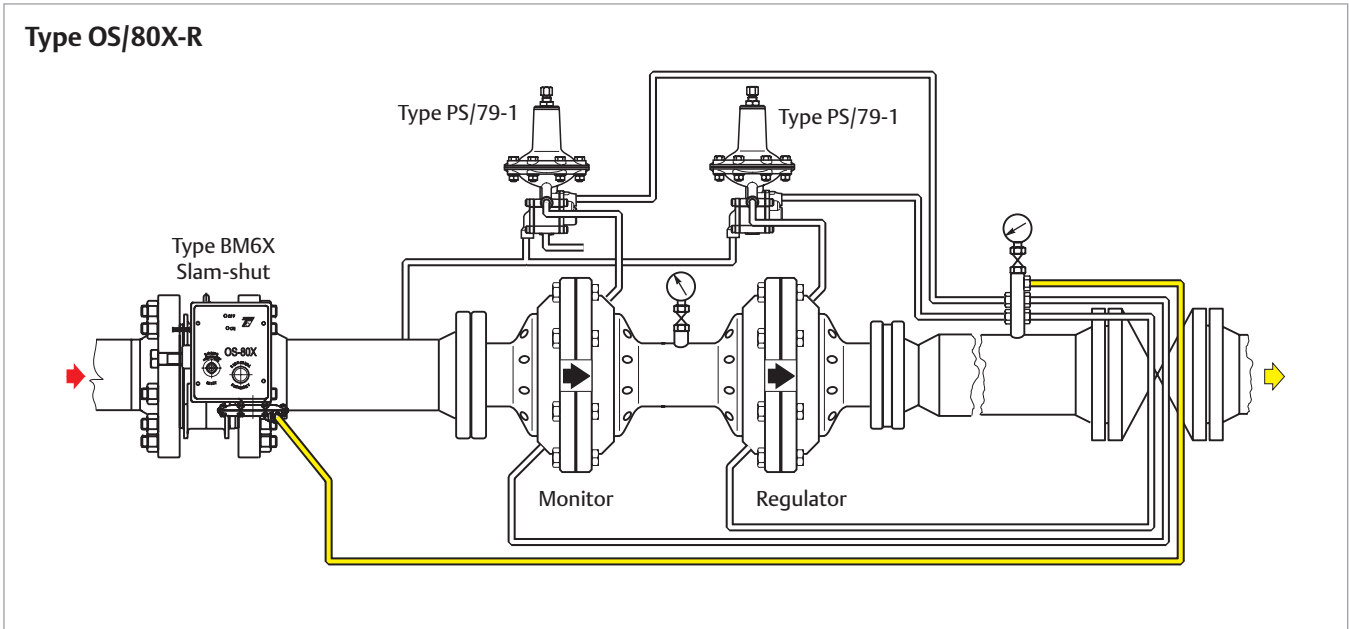 Type OS/80X-R
Type PS/79-1
Type PS/79-1
Type BM6X
Slam-shut
OS-80X
Monitor
Regulator